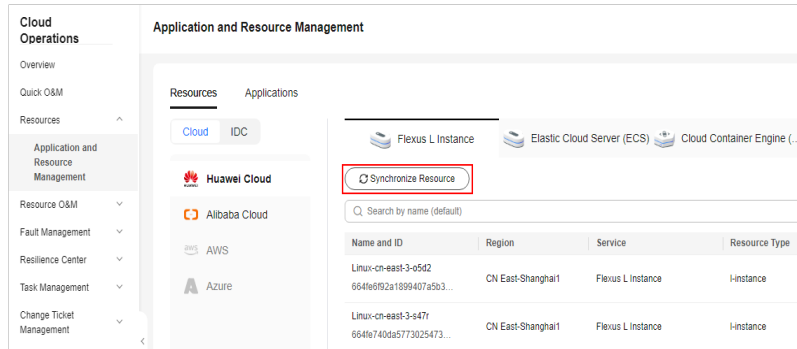 Cloud
Operations
Application and Resource Management
Overview
Quick O&M
Resources
Application and
Resource
Management
Resource O&M
Fault Management
Resilience Center
Task Management
Change Ticket
Management
Resources
Applications
Cloud
IDC
Huawei Cloud
Alibaba Cloud
aws AWS
Azure
Flexus L Instance
Elastic Cloud Server (ECS)
Cloud Container Engine (...
Synchronize Resource
Search by name (default)
Name and ID Region Service Resource Type
Linux-cn-east-3-o5d2
664fe6f92a1899407a5b3... CN East-Shanghai1 Flexus L Instance l-instance
Linux-cn-east-3-s47r
664fe740da5773025473... CN East-Shanghai1 Flexus L Instance l-instance